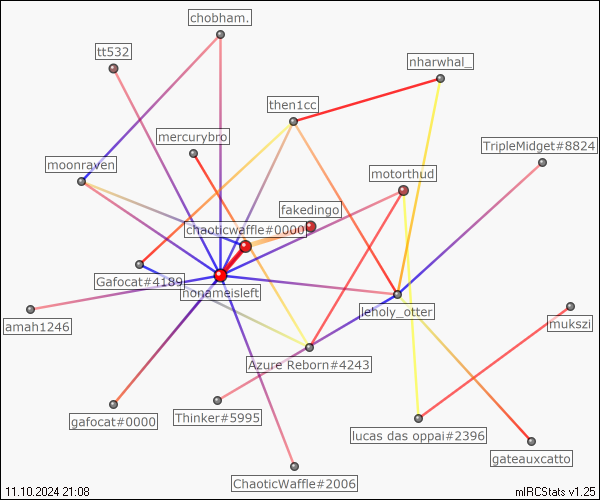 chobham.
tt532
nharwhal_
then1cc
mercurybro
TripleMidget#8824
moonraven
motorthud
fakedingo
chaoticwaffle#0000
Gafocat#4189
nonameisleft
leholy_otter
amah1246
mukszi
Azure Reborn#4243
gafocat#0000
Thinker#5995
lucas das oppai#2396
gateauxcatto
ChaoticWaffle#2006
11.10.2024 21:08
mIRCStats v1.25